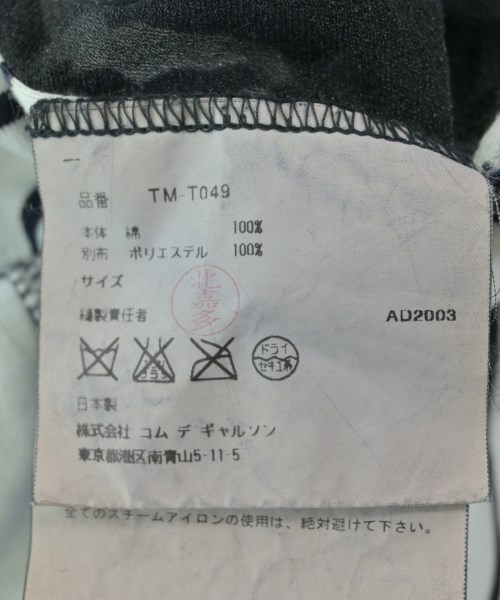 品番 TM-T049
本体 綿 100%
別布 ポリエステル 100%
サイズ
縫製責任者 北嘉多
AD2003
ドライ
セキユ系
日本製
株式会社 コム デ ギャルソン
東京都港区南青山5-11-5
全てのスチームアイロンの使用は、絶対避けて下さい。